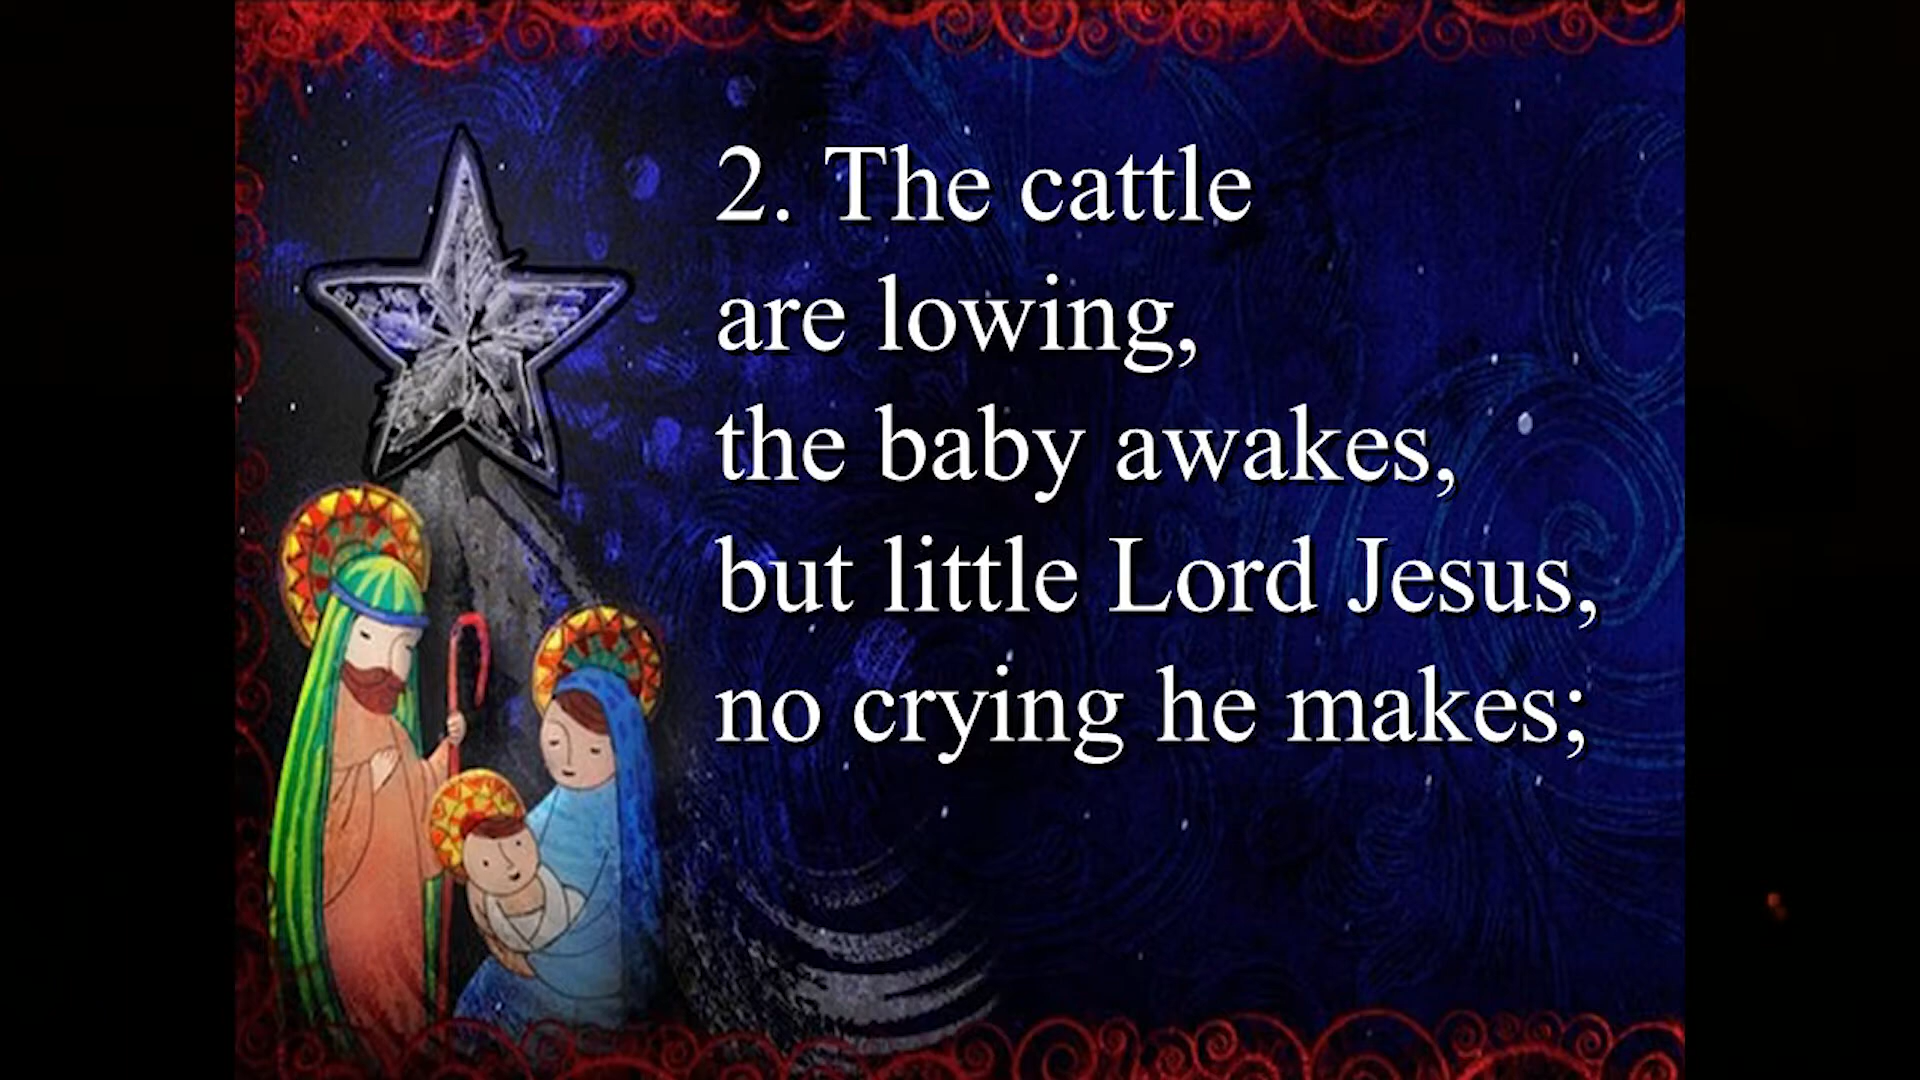 2. The cattle
are lowing,
the baby awakes,
but little Lord Jesus,
no crying he makes;